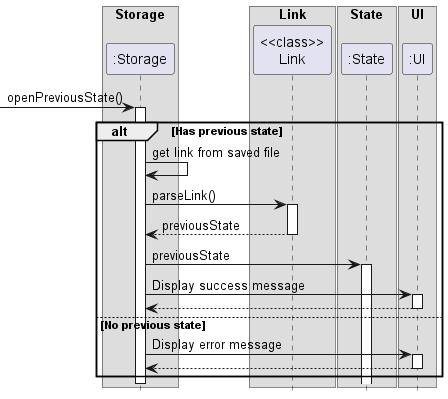 Storage Link State UI
:Storage <<class>> Link :State :UI
openPreviousState()
alt [Has previous state]
get link from saved file
parseLink()
previousState
previousState
Display success message
[No previous state]
Display error message